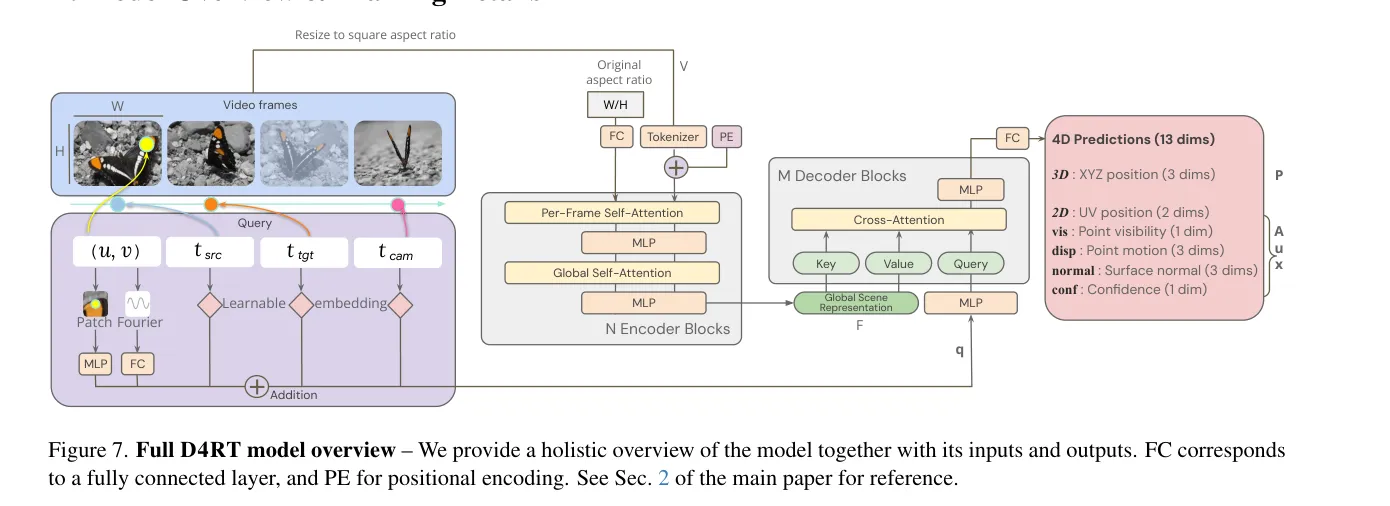 Resize to square aspect ratio
V
Original
aspect ratio
W/H
FC
Tokenizer
PE
W
Video frames
H
Query
(u, v)
t src
t tgt
t cam
Learnable
embedding
Patch
Fourier
MLP
FC
Addition
Per-Frame Self-Attention
MLP
Global Self-Attention
MLP
N Encoder Blocks
M Decoder Blocks
MLP
Cross-Attention
Key
Value
Query
Global Scene
Representation
F
MLP
q
FC
4D Predictions (13 dims)
3D : XYZ position (3 dims)
P
2D : UV position (2 dims)
vis : Point visibility (1 dim)
disp : Point motion (3 dims)
normal : Surface normal (3 dims)
conf : Confidence (1 dim)
A
u
x
Figure 7. Full D4RT model overview – We provide a holistic overview of the model together with its inputs and outputs. FC corresponds
to a fully connected layer, and PE for positional encoding. See Sec. 2 of the main paper for reference.